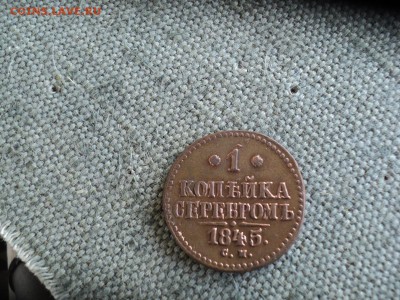 COINS.LAVE.RU
1
КОПѢЙКА
СЕРЕБРОМЪ
1845.
С. М.